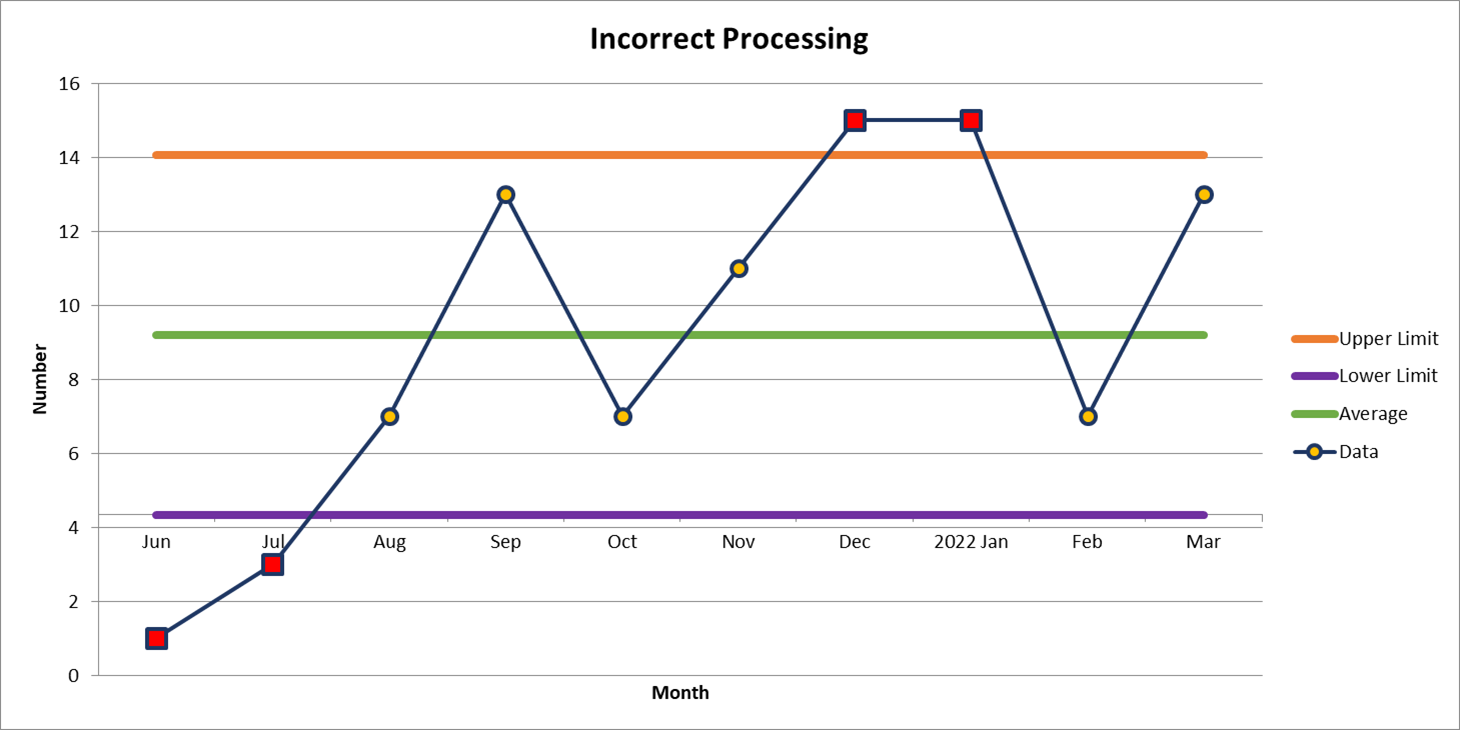 Incorrect Processing
16
14
12
10
8
6
4
2
0
Number
Jun Jul Aug Sep Oct Nov Dec 2022 Jan Feb Mar
Month
Upper Limit
Lower Limit
Average
Data